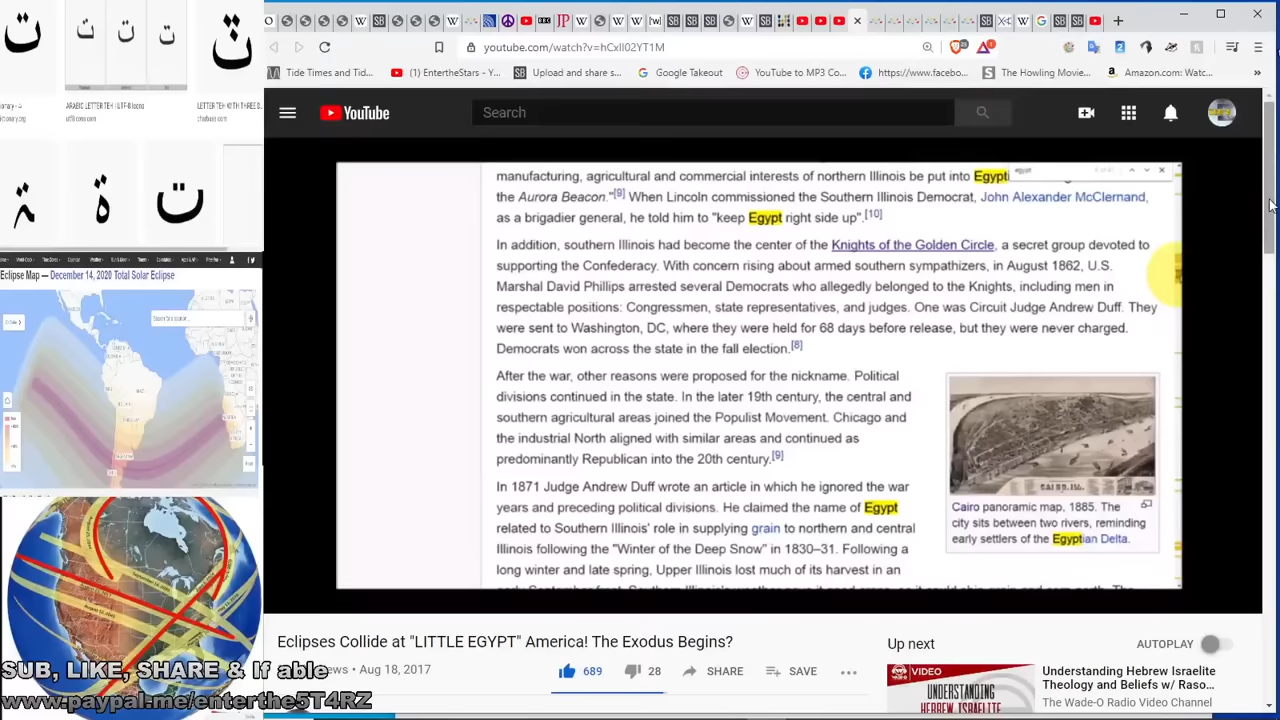 ت
ت
ت
ت
ٿ
ARABIC LETTER TEH | UTF-8 Icons
utf8icons.com
ۃ
ة
ت
Eclipse Map — December 14, 2020 Total Solar Eclipse
SUB, LIKE, SHARE & If able
www.paypal.me/enterthe5T4RZ
youtube.com/watch?v=hCxlI02YT1M
Tide Times and Tid...
(1) EntertheStars - Y...
Upload and share s...
Google Takeout
YouTube to MP3 Co...
https://www.facebo...
The Howling Movie...
Amazon.com: Watc...
YouTube
Search
manufacturing, agricultural and commercial interests of northern Illinois be put into Egypti
the Aurora Beacon."[9] When Lincoln commissioned the Southern Illinois Democrat, John Alexander McClernand,
as a brigadier general, he told him to "keep Egypt right side up".[10]
In addition, southern Illinois had become the center of the Knights of the Golden Circle, a secret group devoted to
supporting the Confederacy. With concern rising about armed southern sympathizers, in August 1862, U.S.
Marshal David Phillips arrested several Democrats who allegedly belonged to the Knights, including men in
respectable positions: Congressmen, state representatives, and judges. One was Circuit Judge Andrew Duff. They
were sent to Washington, DC, where they were held for 68 days before release, but they were never charged.
Democrats won across the state in the fall election.[8]
After the war, other reasons were proposed for the nickname. Political
divisions continued in the state. In the later 19th century, the central and
southern agricultural areas joined the Populist Movement. Chicago and
the industrial North aligned with similar areas and continued as
predominantly Republican into the 20th century.[9]
In 1871 Judge Andrew Duff wrote an article in which he ignored the war
years and preceding political divisions. He claimed the name of Egypt
related to Southern Illinois' role in supplying grain to northern and central
Illinois following the "Winter of the Deep Snow" in 1830–31. Following a
long winter and late spring, Upper Illinois lost much of its harvest in an
CAIRO, ILL.
Cairo panoramic map, 1885. The
city sits between two rivers, reminding
early settlers of the Egyptian Delta.
Eclipses Collide at "LITTLE EGYPT" America! The Exodus Begins?
ews • Aug 18, 2017
689
28
SHARE
SAVE
Up next
AUTOPLAY
VIDEO
UNDERSTANDING
HEBREW ISRAELITE
Understanding Hebrew Israelite
Theology and Beliefs w/ Raso...
The Wade-O Radio Video Channel